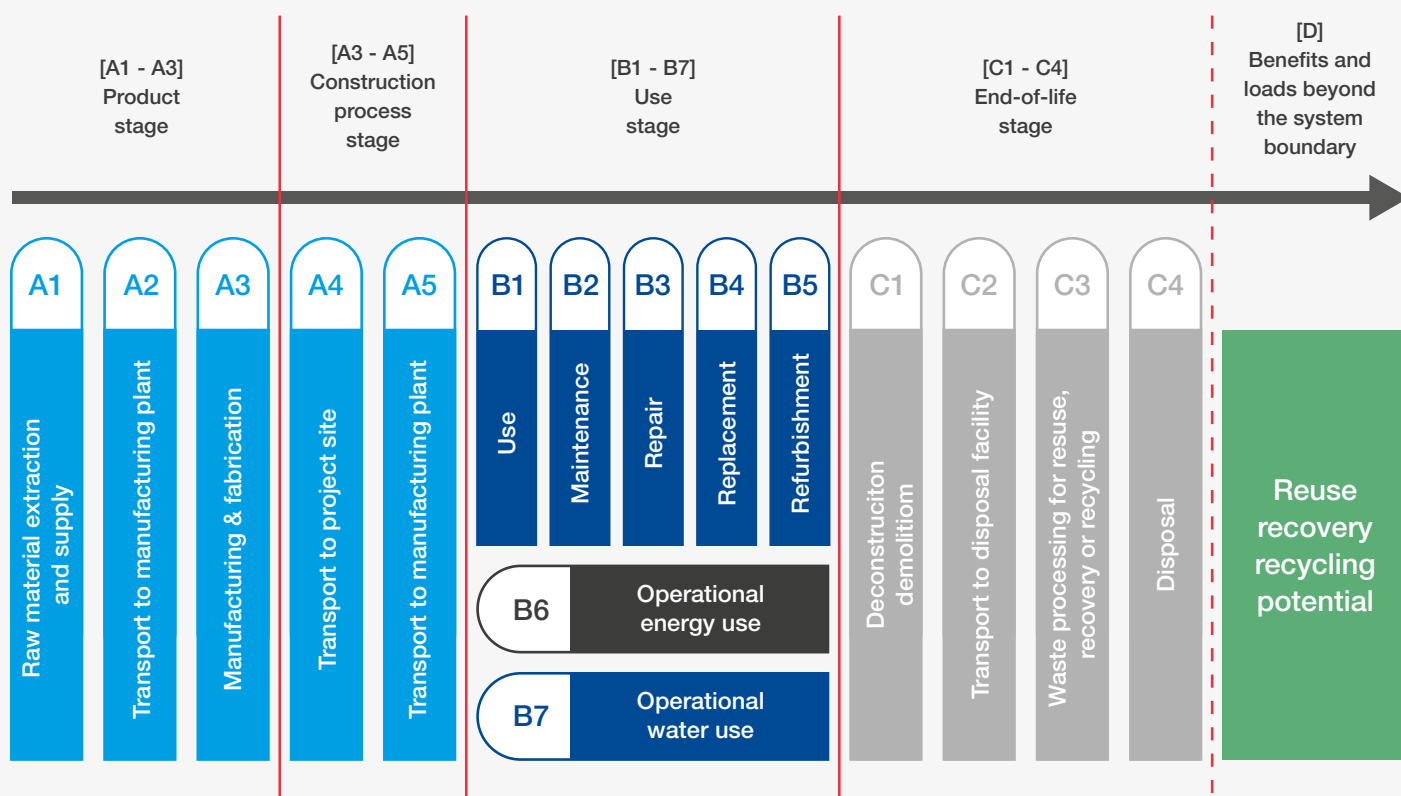 [A1 - A3]
Product
stage
[A3 - A5]
Construction
process
stage
[B1 - B7]
Use
stage
[C1 - C4]
End-of-life
stage
[D]
Benefits and
loads beyond
the system
boundary
A1
Raw material extraction
and supply
A2
Transport to manufacturing plant
A3
Manufacturing & fabrication
A4
Transport to project site
A5
Transport to manufacturing plant
B1
Use
B2
Maintenance
B3
Repair
B4
Replacement
B5
Refurbishment
B6
Operational
energy use
B7
Operational
water use
C1
Deconstruciton
demolitiom
C2
Transport to disposal facility
C3
Waste processing for resuse,
recovery or recycling
C4
Disposal
Reuse
recovery
recycling
potential